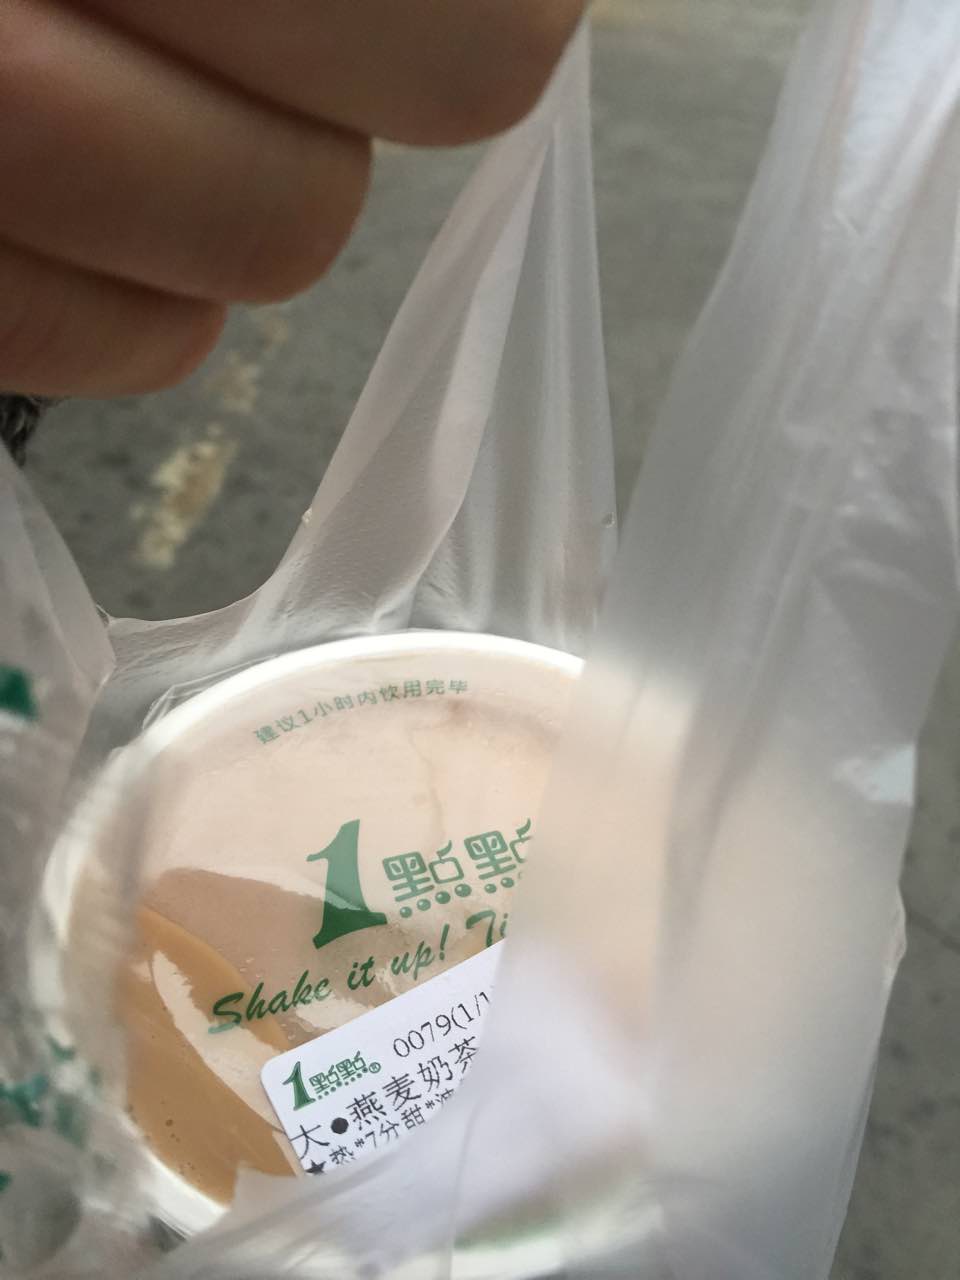 建议1小时内饮用完毕
1點點
Shake it up!
1點點®
0079(1/1
大●燕麦奶茶
★热*7分甜*